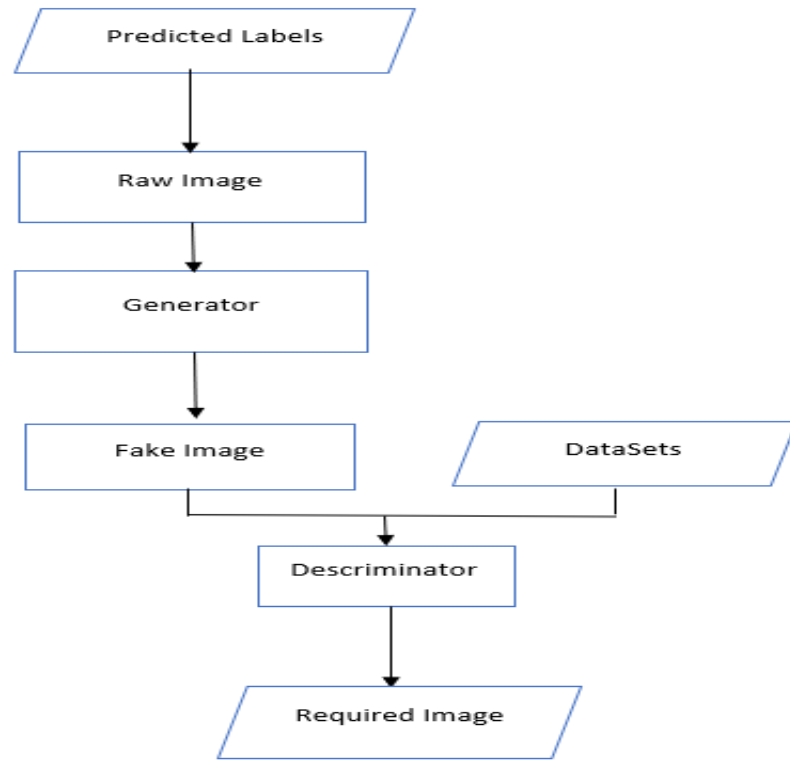 Predicted Labels
Raw Image
Generator
Fake Image
DataSets
Descriminator
Required Image